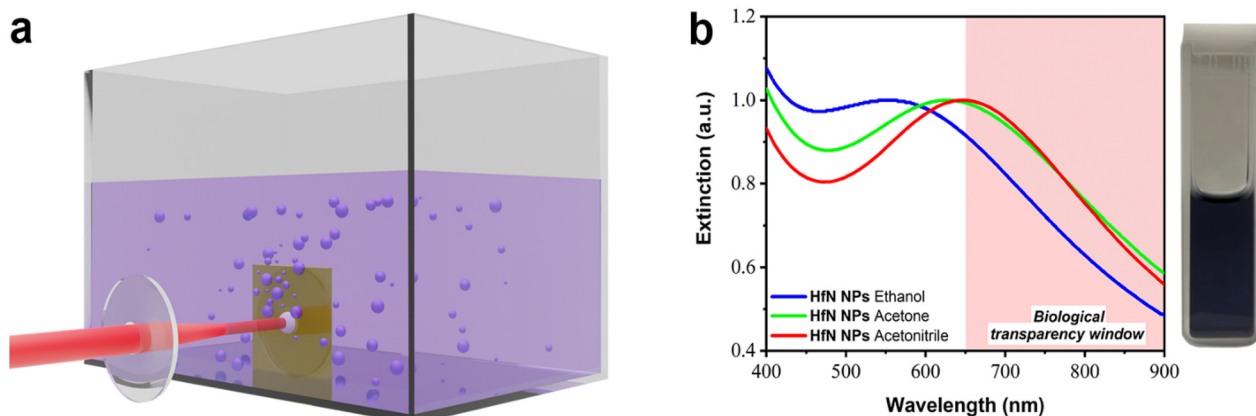 a
b
1.2
1.0
0.8
0.6
0.4
Extinction (a.u.)
HfN NPs Ethanol
HfN NPs Acetone
HfN NPs Acetonitrile
Biological
transparency window
400
500
600
700
800
900
Wavelength (nm)